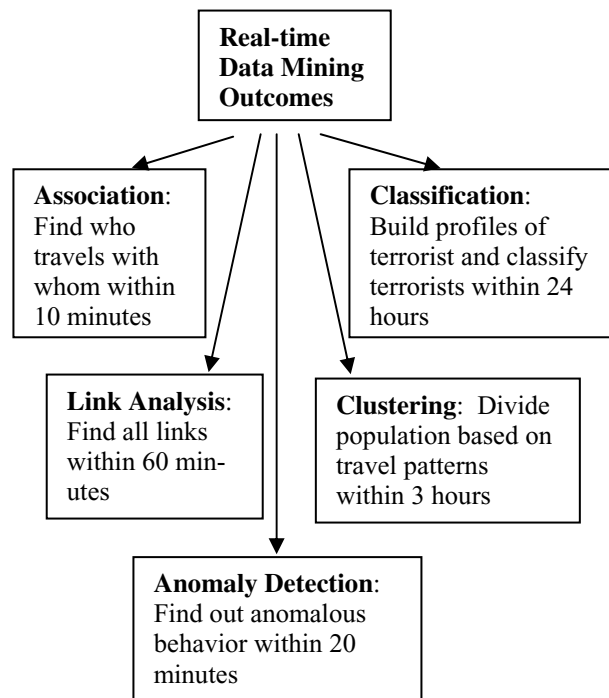 Real-time
Data Mining
Outcomes
Association:
Find who
travels with
whom within
10 minutes
Classification:
Build profiles of
terrorist and classify
terrorists within 24
hours
Link Analysis:
Find all links
within 60 min-
utes
Clustering: Divide
population based on
travel patterns
within 3 hours
Anomaly Detection:
Find out anomalous
behavior within 20
minutes